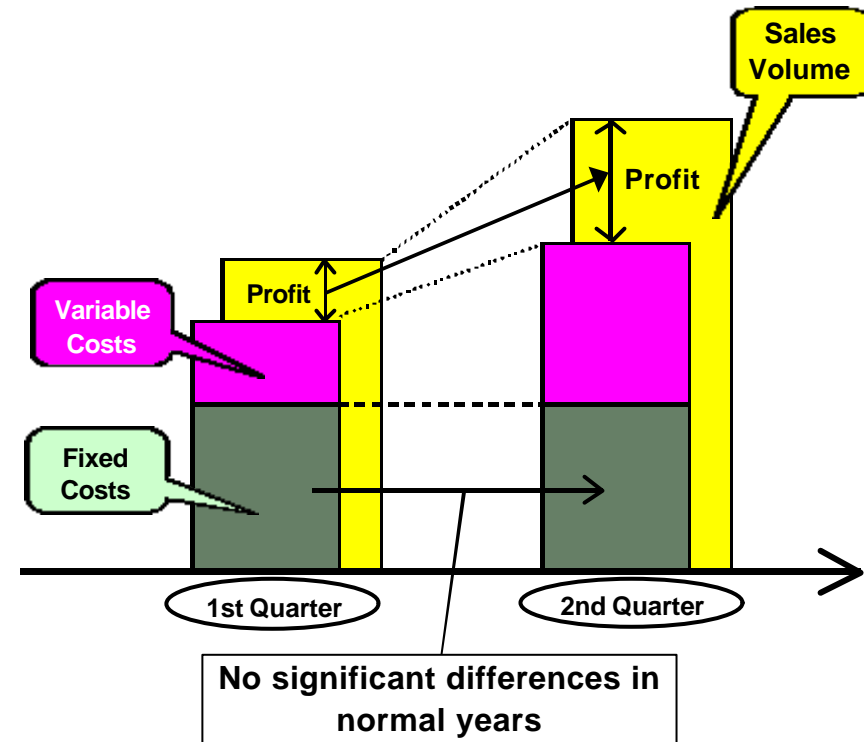 Sales
Volume
Profit
Profit
Variable
Costs
Fixed
Costs
1st Quarter
2nd Quarter
No significant differences in
normal years